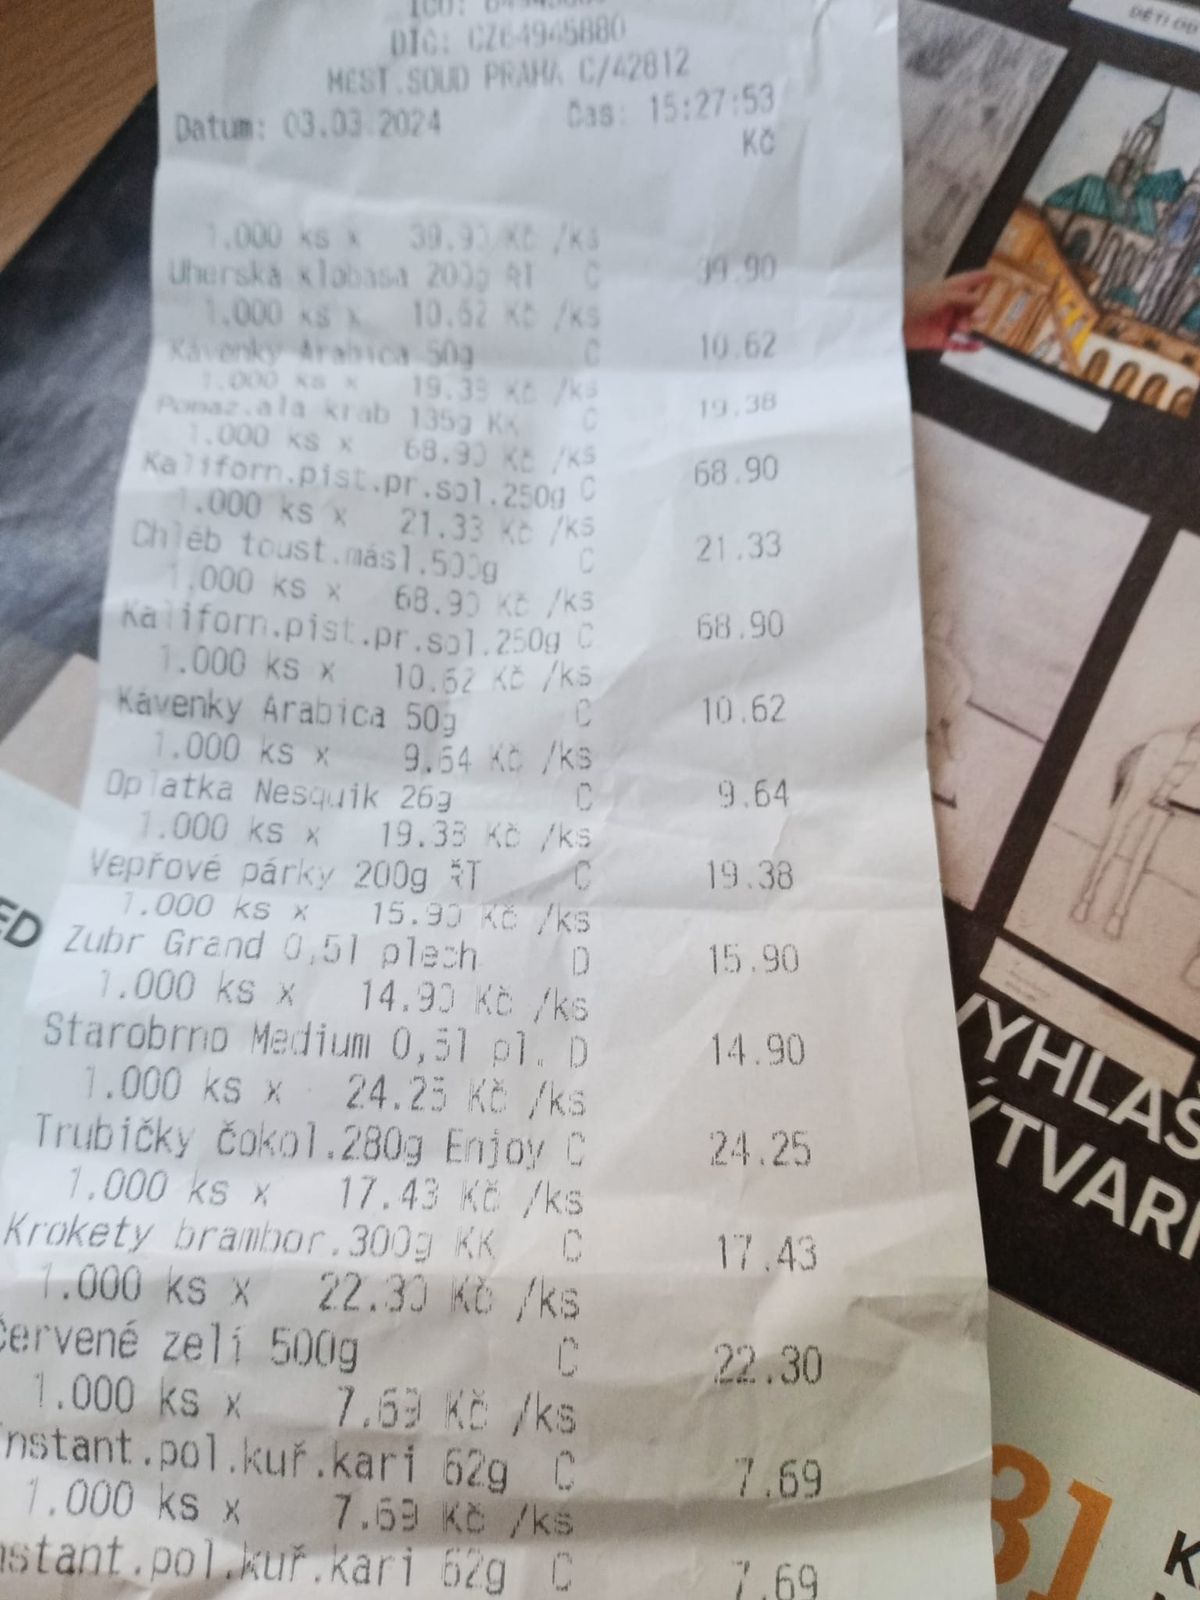 DIČ: CZ64945880
MĚST.SOUD PRAHA C/42812
Datum: 03.03.2024 Čas: 15:27:53
Kč
1.000 ks x 39.90 Kč /ks
Uherská klobása 200g ŘT C 39.90
1.000 ks x 10.62 Kč /ks
Kávenky Arabica 50g C 10.62
1.000 ks x 19.38 Kč /ks
Pomaz.ala krab 135g KK C 19.38
1.000 ks x 68.90 Kč /ks
Kaliforn.pist.pr.sol.250g C 68.90
1.000 ks x 21.33 Kč /ks
Chléb toust.másl.500g C 21.33
1.000 ks x 68.90 Kč /ks
Kaliforn.pist.pr.sol.250g C 68.90
1.000 ks x 10.62 Kč /ks
Kávenky Arabica 50g C 10.62
1.000 ks x 9.64 Kč /ks
Oplatka Nesquik 26g C 9.64
1.000 ks x 19.38 Kč /ks
Vepřové párky 200g ŘT C 19.38
1.000 ks x 15.90 Kč /ks
Zubr Grand 0,5l plech D 15.90
1.000 ks x 14.90 Kč /ks
Starobrno Medium 0,5l pl. D 14.90
1.000 ks x 24.25 Kč /ks
Trubičky čokol.280g Enjoy C 24.25
1.000 ks x 17.43 Kč /ks
Krokety brambor.300g KK C 17.43
1.000 ks x 22.30 Kč /ks
Červené zelí 500g C 22.30
1.000 ks x 7.69 Kč /ks
nstant.pol.kuř.kari 62g C 7.69
1.000 ks x 7.69 Kč /ks
nstant.pol.kuř.kari 62g C 7.69
DĚTI OD
ED
VYHLÁŠ
VÝTVARN
31